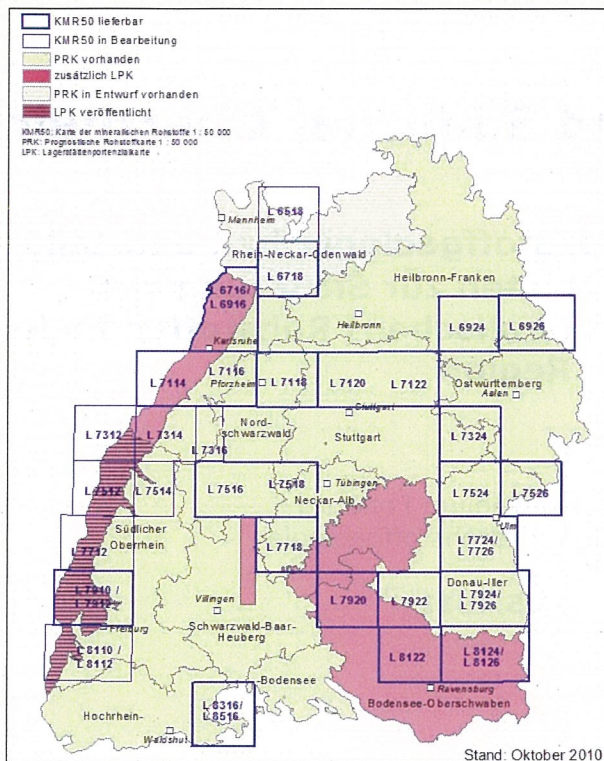 KMR50 lieferbar
KMR50 in Bearbeitung
PRK vorhanden
zusätzlich LPK
PRK in Entwurf vorhanden
LPK veröffentlicht
KMR50: Karte der mineralischen Rohstoffe 1 : 50 000
PRK: Prognostische Rohstoffkarte 1 : 50 000
LPK: Lagerstättenpotenzialkarte
L 6518
Mannheim
Rhein-Neckar-Odenwald
L 6718
Heilbronn-Franken
L 6716/
L 6916
Heilbronn
L 6924
L 6926
Karlsruhe
L 7114
L 7116
Pforzheim
L 7118
L 7120
L 7122
Ostwürttemberg
Aalen
Stuttgart
L 7312
L 7314
L 7316
Nord-
schwarzwald
Stuttgart
L 7324
L 7512
L 7514
L 7516
L 7518
Tübingen
Neckar-Alb
L 7524
L 7526
Ulm
Südlicher
Oberrhein
L 7712
L 7718
L 7724/
L 7726
Donau-Iller
L 7910 /
L 7912
Villingen
L 7920
L 7922
L 7924/
L 7926
Freiburg
Schwarzwald-Baar-
Heuberg
L 8110 /
L 8112
L 8122
L 8124/
L 8126
-Bodensee
Ravensburg
Bodensee-Oberschwaben
L 8316/
L 8516
Hochrhein-
Waldshut
Stand: Oktober 2010